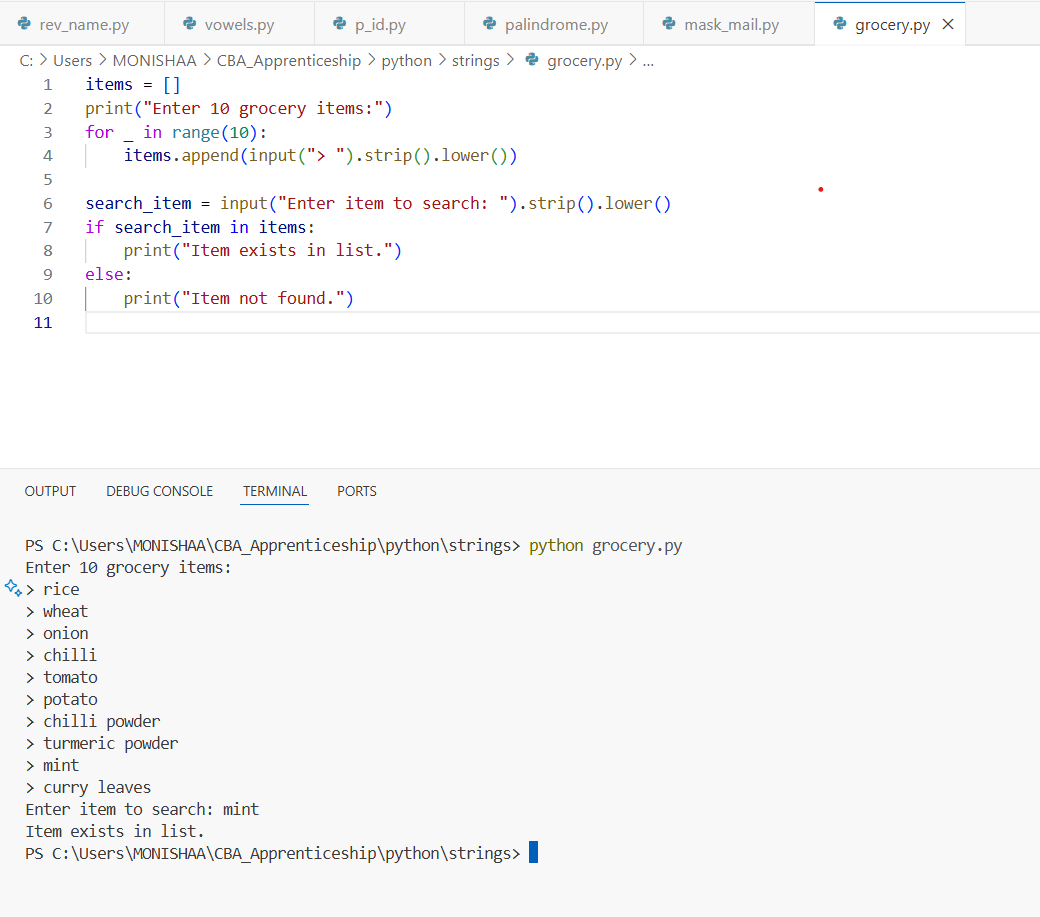 rev_name.py vowels.py p_id.py palindrome.py mask_mail.py grocery.py
C: > Users > MONISHAA > CBA_Apprenticeship > python > strings > grocery.py > ...
1 items = []
2 print("Enter 10 grocery items:")
3 for _ in range(10):
4     items.append(input("> ").strip().lower())
5
6 search_item = input("Enter item to search: ").strip().lower()
7 if search_item in items:
8     print("Item exists in list.")
9 else:
10     print("Item not found.")
11
OUTPUT DEBUG CONSOLE TERMINAL PORTS
PS C:\Users\MONISHAA\CBA_Apprenticeship\python\strings> python grocery.py
Enter 10 grocery items:
> rice
> wheat
> onion
> chilli
> tomato
> potato
> chilli powder
> turmeric powder
> mint
> curry leaves
Enter item to search: mint
Item exists in list.
PS C:\Users\MONISHAA\CBA_Apprenticeship\python\strings>